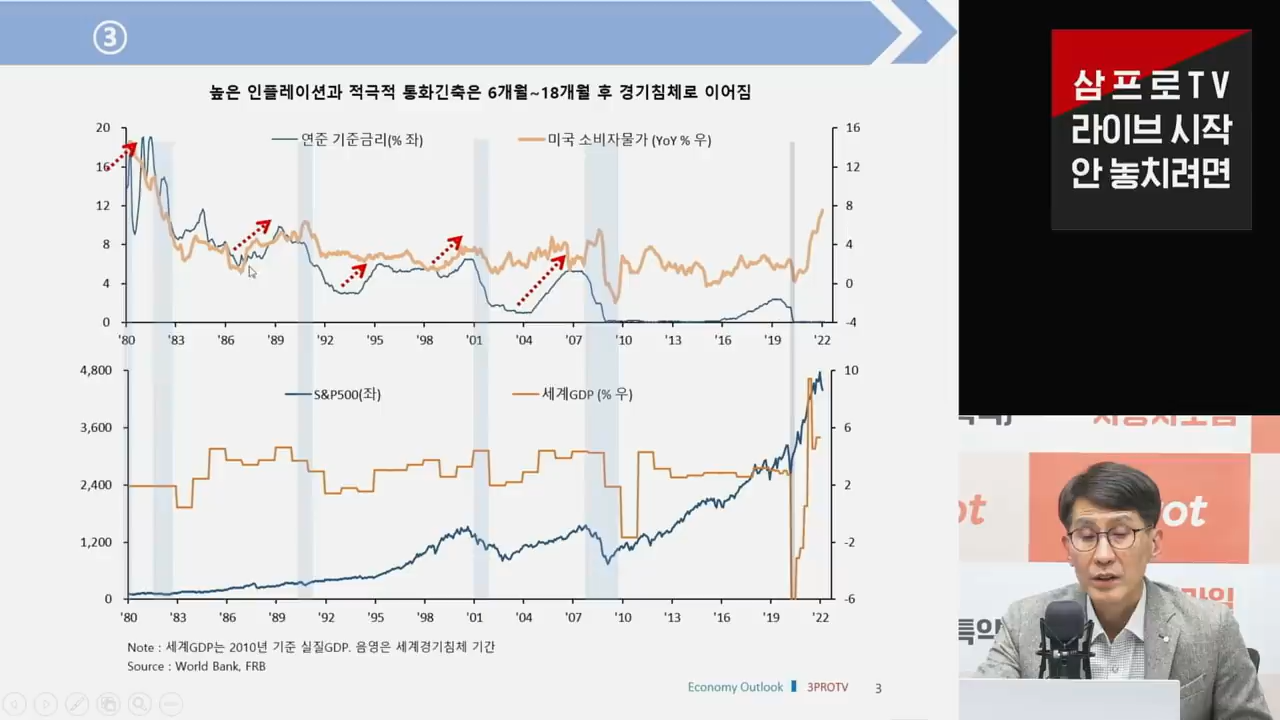 ③
높은 인플레이션과 적극적 통화긴축은 6개월~18개월 후 경기침체로 이어짐
20 16 12 8 4 0
연준 기준금리(% 좌)
미국 소비자물가 (YoY % 우)
16 12 8 4 0 -4
'80 '83 '86 '89 '92 '95 '98 '01 '04 '07 '10 '13 '16 '19 '22
4,800 3,600 2,400 1,200 0
S&P500(좌)
세계GDP (% 우)
10 6 2 -2 -6
'80 '83 '86 '89 '92 '95 '98 '01 '04 '07 '10 '13 '16 '19 '22
Note : 세계GDP는 2010년 기준 실질GDP. 음영은 세계경기침체 기간
Source : World Bank, FRB
Economy Outlook
3PROTV
3
삼프로TV
라이브 시작
안 놓치려면